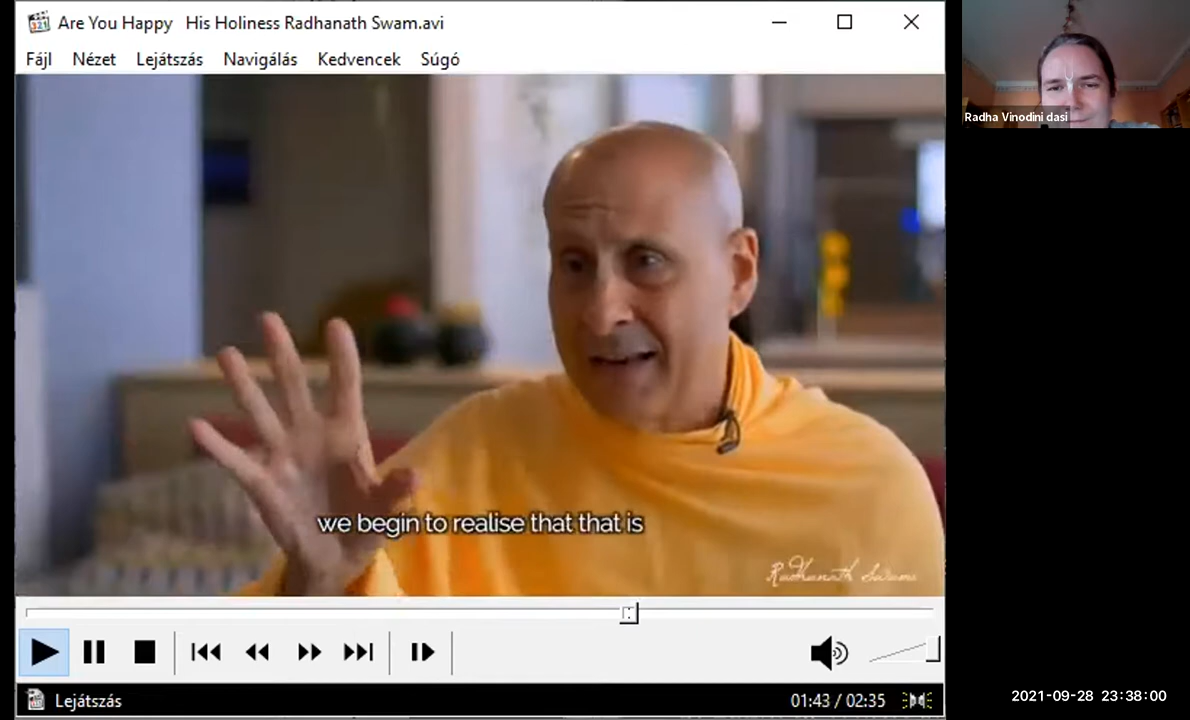 Are You Happy   His Holiness Radhanath Swam.avi
Fájl Nézet Lejátszás Navigálás Kedvencek Súgó
Radha Vinodini dasi
we begin to realise that that is
Radhanath Swami
Lejátszás
01:43 / 02:35
2021-09-28 23:38:00